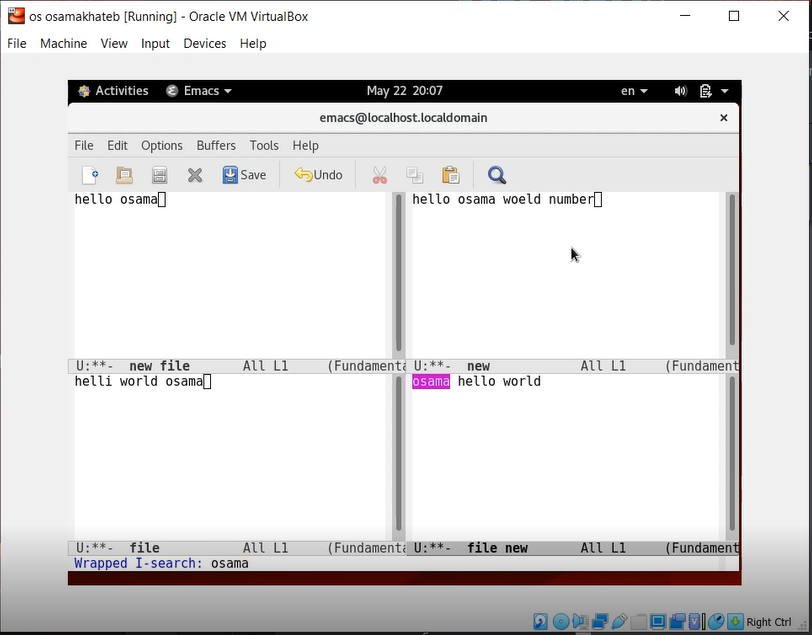 os osamakhateb [Running] - Oracle VM VirtualBox
File Machine View Input Devices Help
Activities Emacs May 22 20:07 en
emacs@localhost.localdomain
File Edit Options Buffers Tools Help
Save Undo
hello osama
hello osama woeld number
U:**- new file All L1 (Fundamenta
U:**- new All L1 (Fundament
helli world osama
osama hello world
U:**- file All L1 (Fundamenta
U:**- file new All L1 (Fundament
Wrapped I-search: osama
Right Ctrl